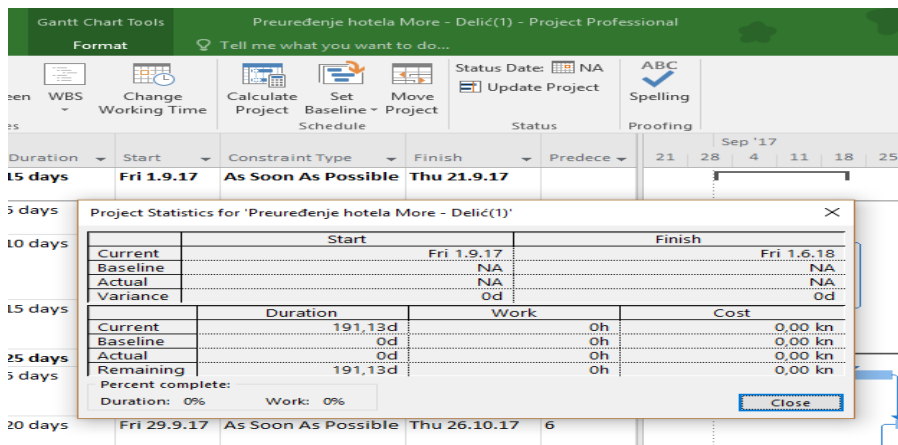 Gantt Chart Tools
Preuređenje hotela More - Delić(1) - Project Professional
Format
Tell me what you want to do...
Status Date: NA
Update Project
ABC
een WBS Change Working Time Calculate Project Set Baseline Move Project Spelling
es Schedule Status Proofing
Sep '17
Duration Start Constraint Type Finish Predece 21 28 4 11 18 25
15 days Fri 1.9.17 As Soon As Possible Thu 21.9.17
5 days
Project Statistics for 'Preuređenje hotela More - Delić(1)'
10 days
Start Finish
Current Fri 1.9.17 Fri 1.6.18
Baseline NA NA
Actual NA NA
Variance 0d 0d
15 days
Duration Work Cost
Current 191,13d 0h 0,00 kn
Baseline 0d 0h 0,00 kn
25 days
Actual 0d 0h 0,00 kn
5 days
Remaining 191,13d 0h 0,00 kn
Percent complete:
Duration: 0% Work: 0%
Close
20 days Fri 29.9.17 As Soon As Possible Thu 26.10.17 6